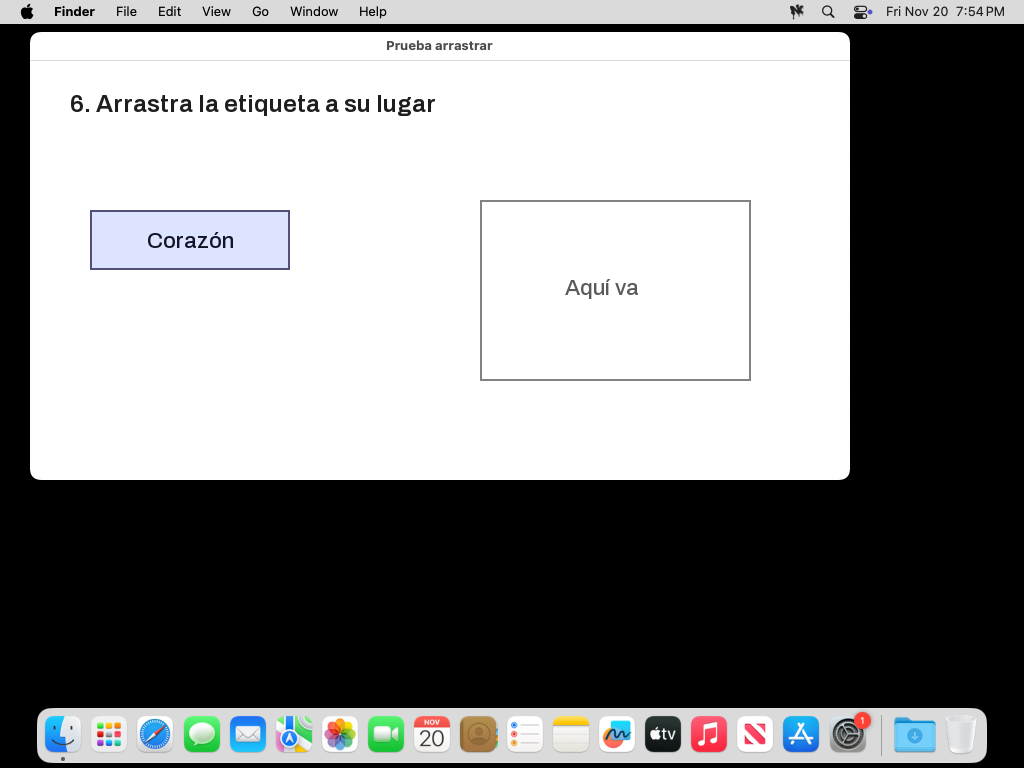 Finder File Edit View Go Window Help Fri Nov 20 7:54 PM
Prueba arrastrar
6. Arrastra la etiqueta a su lugar
Corazón
Aquí va
NOV
20
tv
1